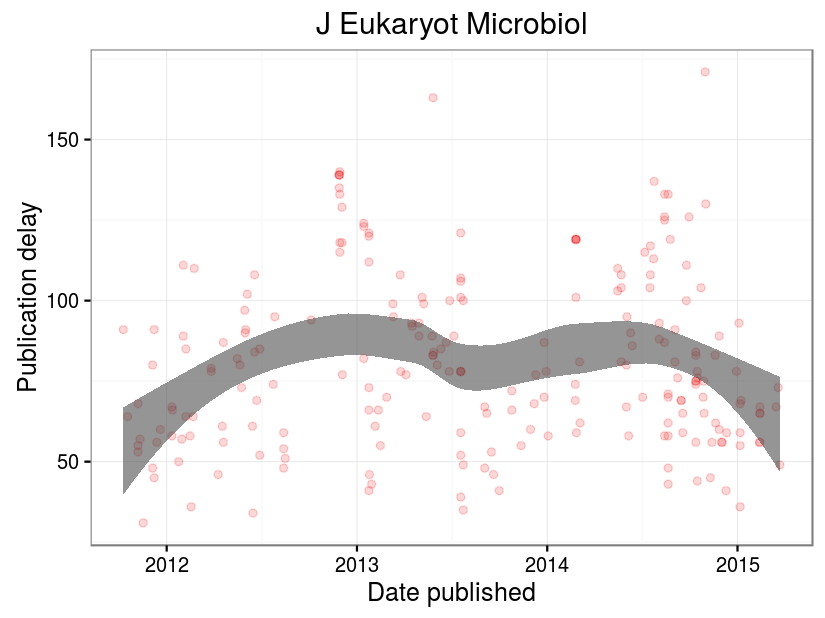 J Eukaryot Microbiol
Publication delay
150
100
50
2012 2013 2014 2015
Date published